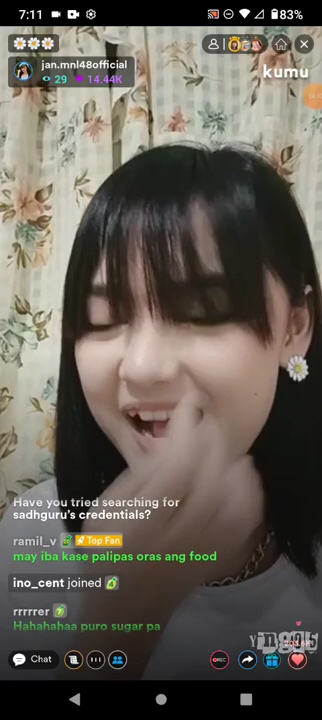 7:11
83%
jan.mnl48official
29 14.44K
kumu
Have you tried searching for
sadhguru's credentials?
ramil_v Top Fan
may iba kase palipas oras ang food
ino_cent joined
rrrrrer
Hahahahaa puro sugar pa
Chat
REC